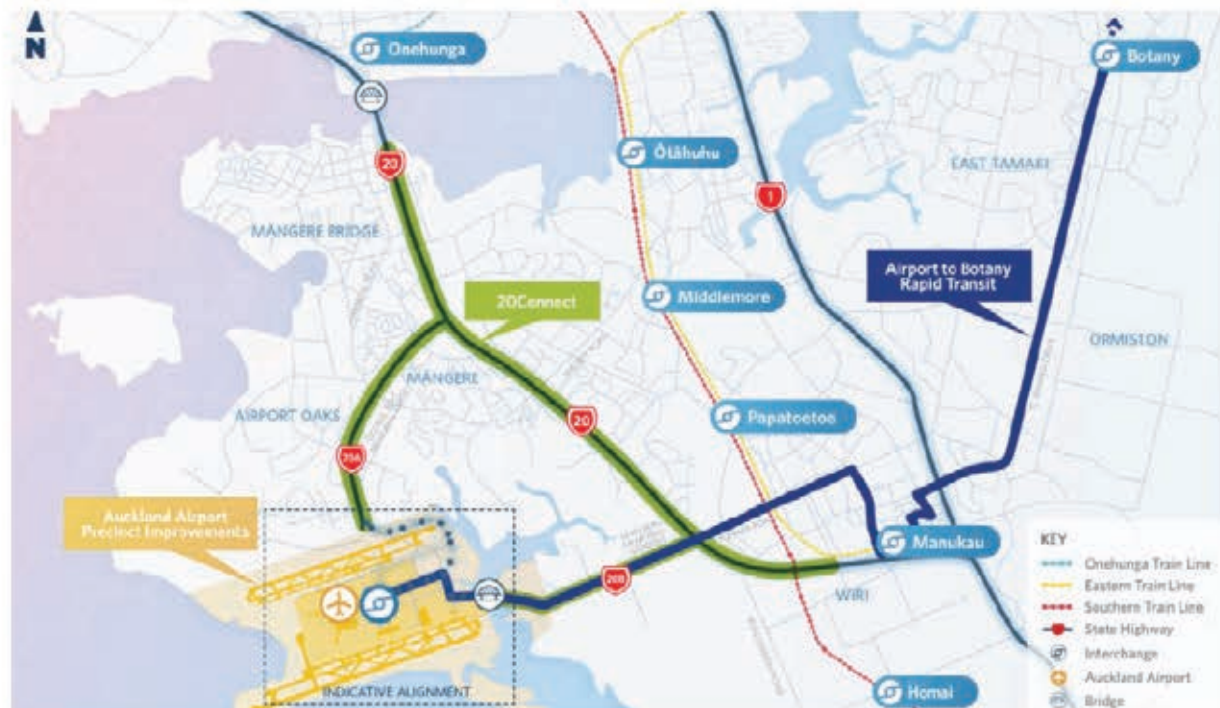 N
Onehunga
Botany
20
Ōtāhuhu
EAST TAMAKI
1
MĀNGERE BRIDGE
Airport to Botany
Rapid Transit
20Connect
Middlemore
ORMISTON
MĀNGERE
AIRPORT OAKS
Papatoetoe
20
20A
Auckland Airport
Precinct Improvements
Manukau
20B
WIRI
INDICATIVE ALIGNMENT
Homai
KEY
Onehunga Train Line
Eastern Train Line
Southern Train Line
State Highway
Interchange
Auckland Airport
Bridge